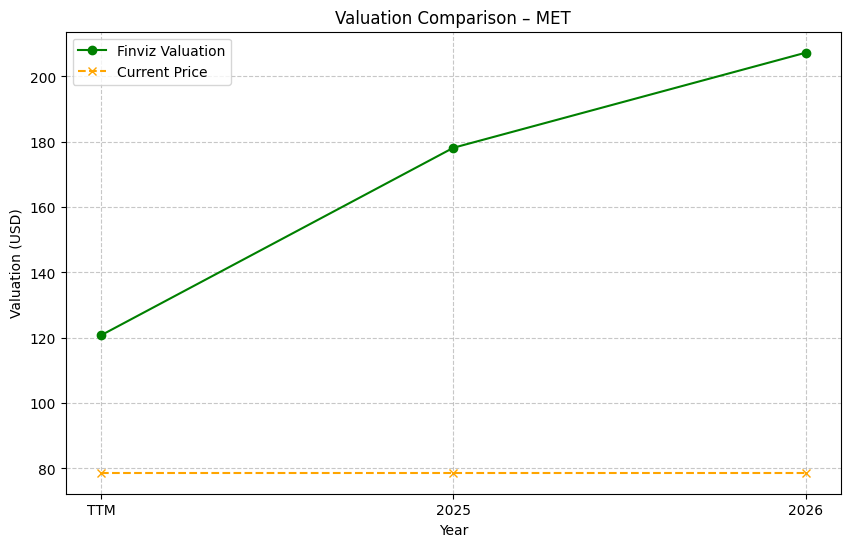 Valuation Comparison – MET
Finviz Valuation
Current Price
Valuation (USD)
200
180
160
140
120
100
80
TTM
2025
2026
Year